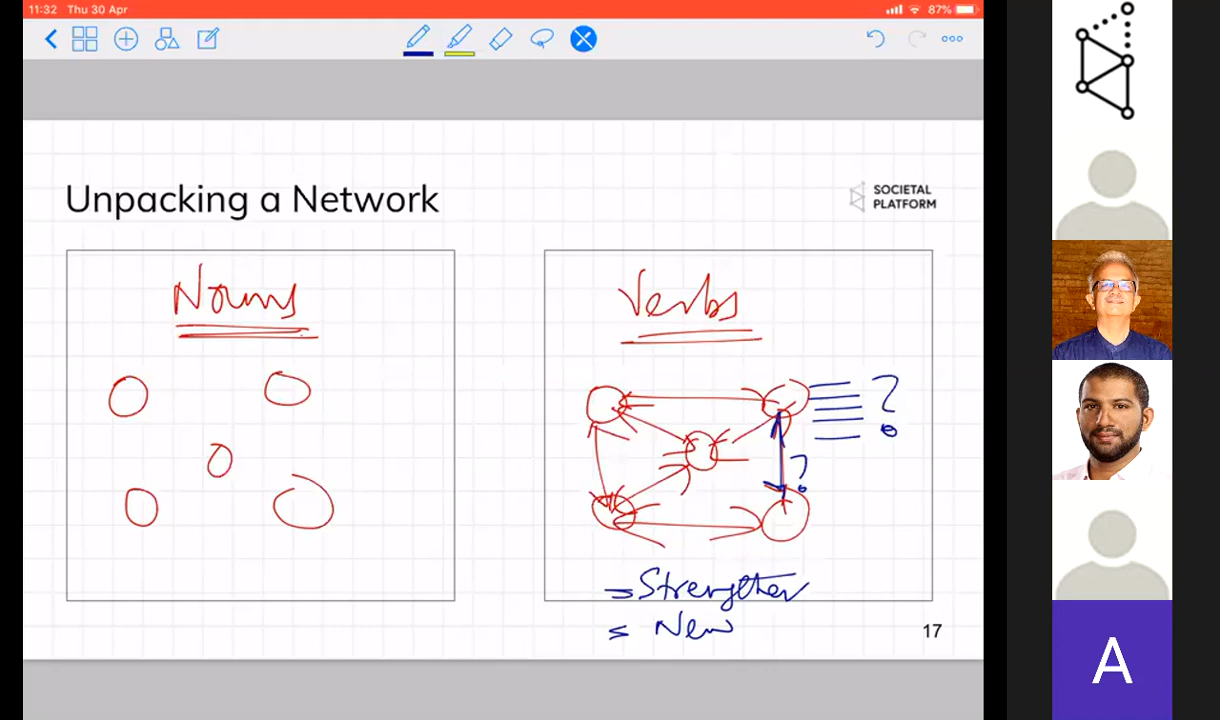 11:32 Thu 30 Apr
87%
Unpacking a Network
SOCIETAL
PLATFORM
Nouns
Verbs
?
?
Strengthen
New
17
A